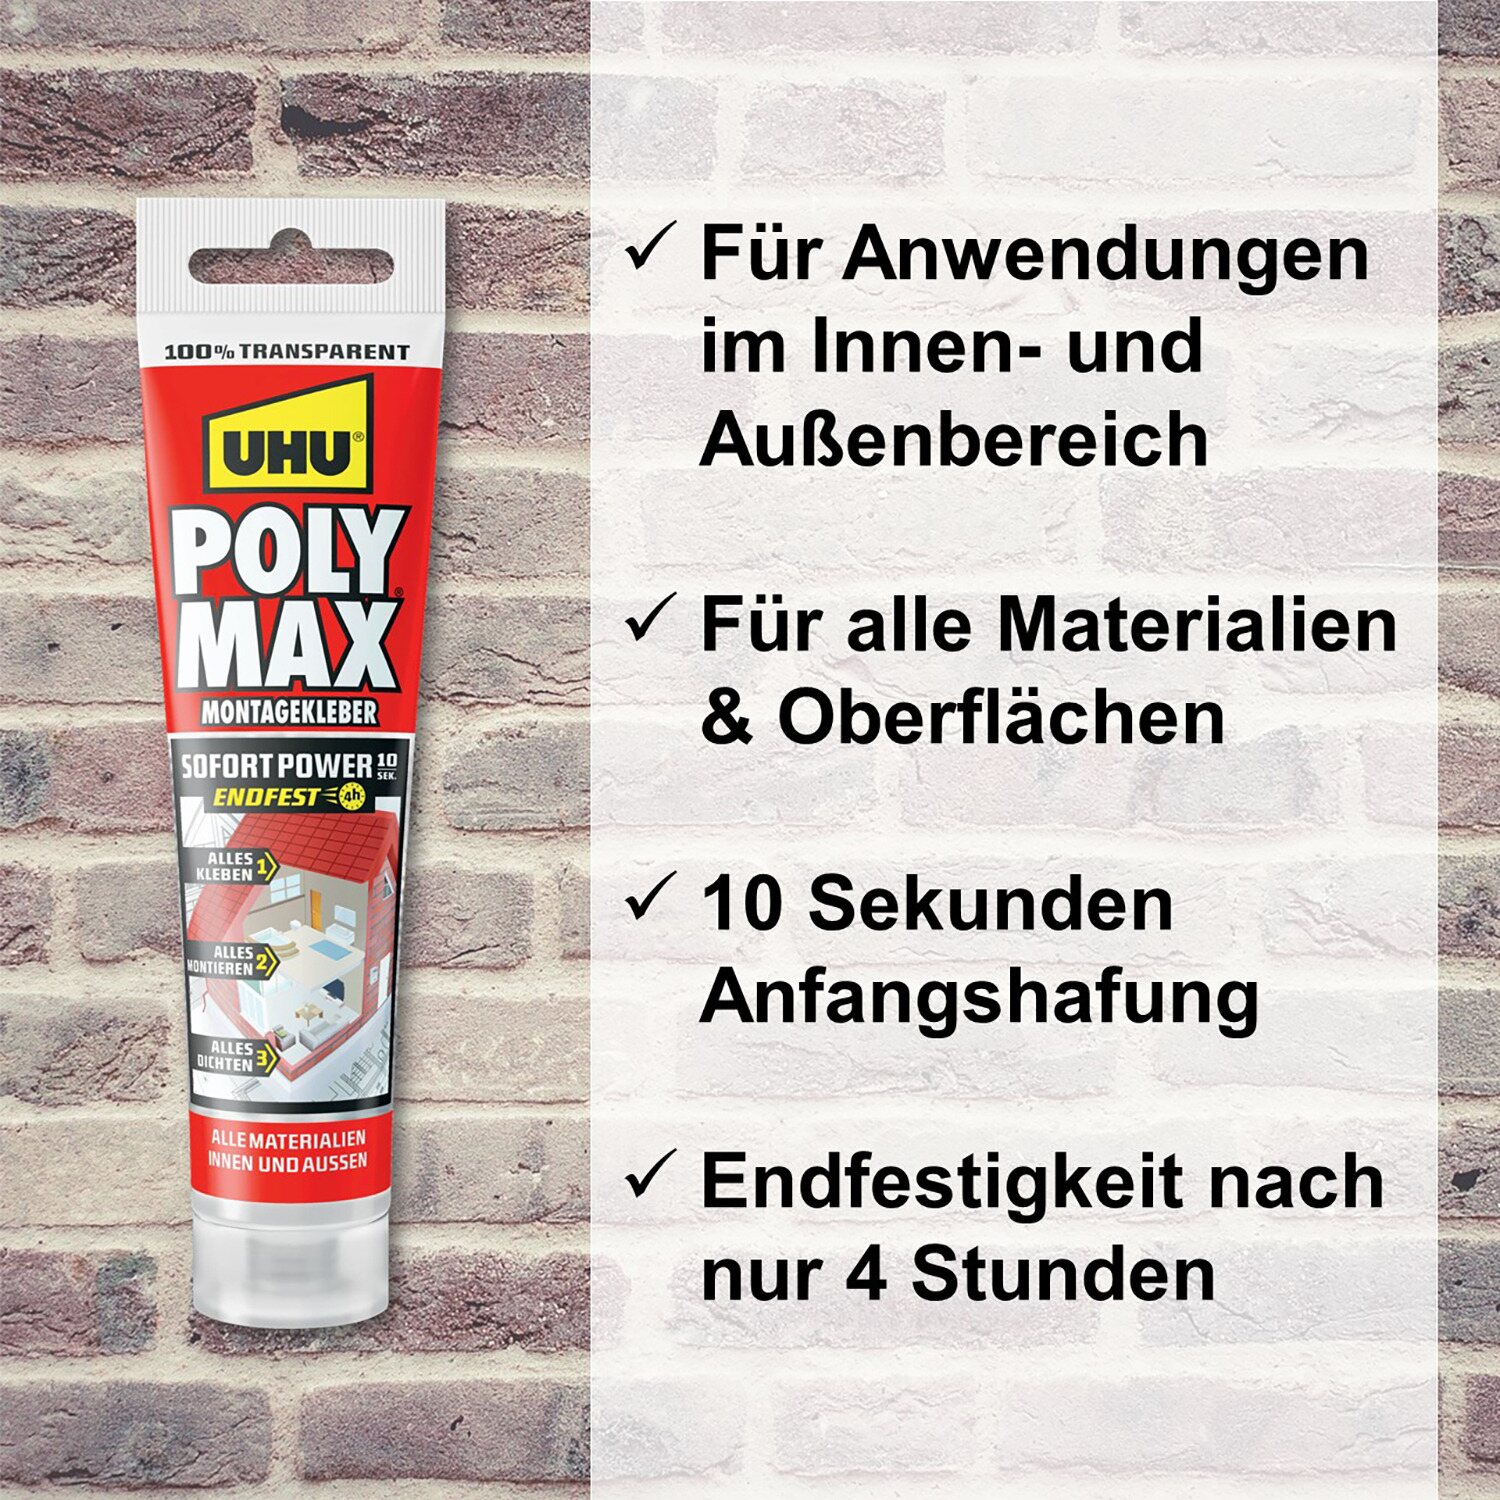 100% TRANSPARENT
UHU®
POLY
MAX®
MONTAGEKLEBER
SOFORT POWER 10 SEK.
ENDFEST 4h
ALLES
KLEBEN 1
ALLES
MONTIEREN 2
ALLES
DICHTEN 3
ALLE MATERIALIEN
INNEN UND AUSSEN
✓ Für Anwendungen
im Innen- und
Außenbereich
✓ Für alle Materialien
& Oberflächen
✓ 10 Sekunden
Anfangshafung
✓ Endfestigkeit nach
nur 4 Stunden